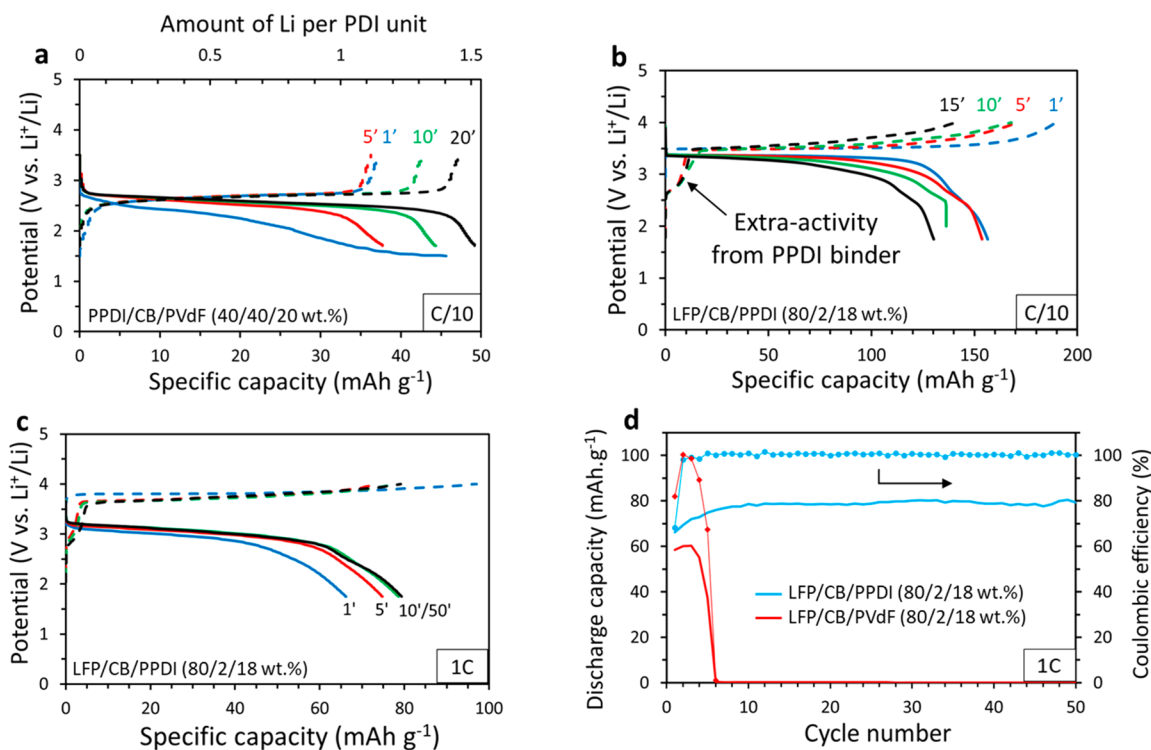 Amount of Li per PDI unit
0 0.5 1 1.5
a
5
4
3
2
1
0
Potential (V vs. Li⁺/Li)
5’ 1’ 10’ 20’
PPDI/CB/PVdF (40/40/20 wt.%)
C/10
0 10 20 30 40 50
Specific capacity (mAh g⁻¹)
b
5
4
3
2
1
0
Potential (V vs. Li⁺/Li)
15’ 10’ 5’ 1’
Extra-activity
from PPDI binder
LFP/CB/PPDI (80/2/18 wt.%)
C/10
0 50 100 150 200
Specific capacity (mAh g⁻¹)
c
5
4
3
2
1
0
Potential (V vs. Li⁺/Li)
1' 5' 10'/50'
LFP/CB/PPDI (80/2/18 wt.%)
1C
0 20 40 60 80 100
Specific capacity (mAh g⁻¹)
d
100
80
60
40
20
0
Discharge capacity (mAh.g⁻¹)
LFP/CB/PPDI (80/2/18 wt.%)
LFP/CB/PVdF (80/2/18 wt.%)
1C
100
80
60
40
20
0
Coulombic efficiency (%)
0 10 20 30 40 50
Cycle number